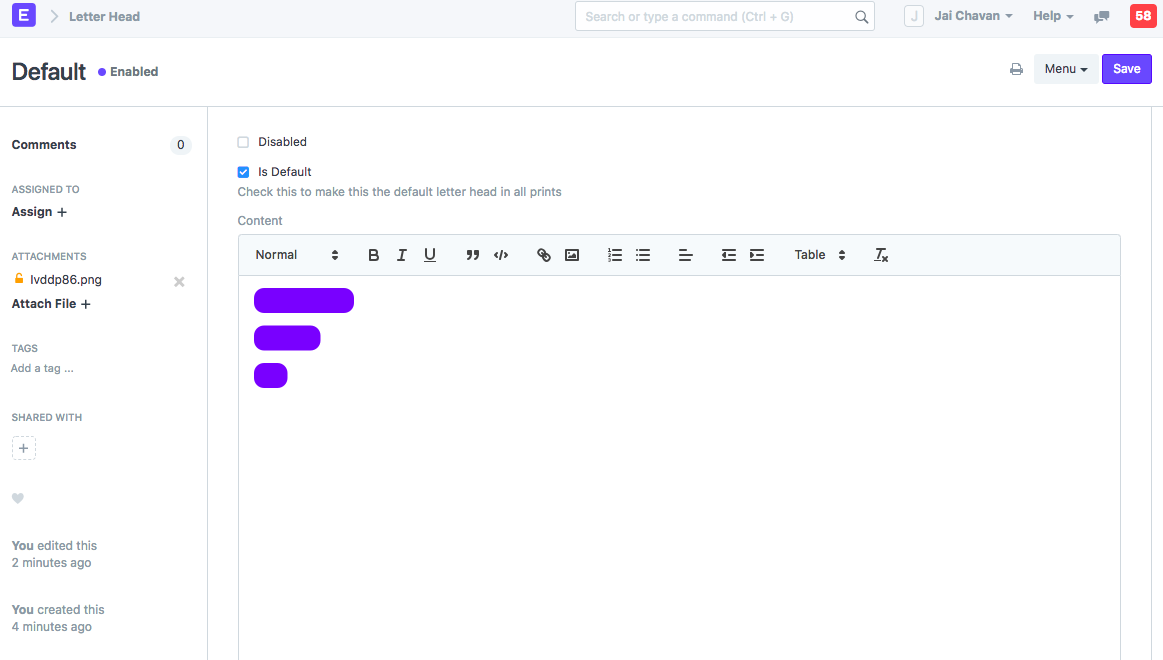 E
Letter Head
Search or type a command (Ctrl + G)
J
Jai Chavan
Help
58
Default
Enabled
Menu
Save
Comments
0
ASSIGNED TO
Assign +
ATTACHMENTS
lvddp86.png
Attach File +
TAGS
Add a tag ...
SHARED WITH
+
You edited this
2 minutes ago
You created this
4 minutes ago
Disabled
Is Default
Check this to make this the default letter head in all prints
Content
Normal
B I U
Table